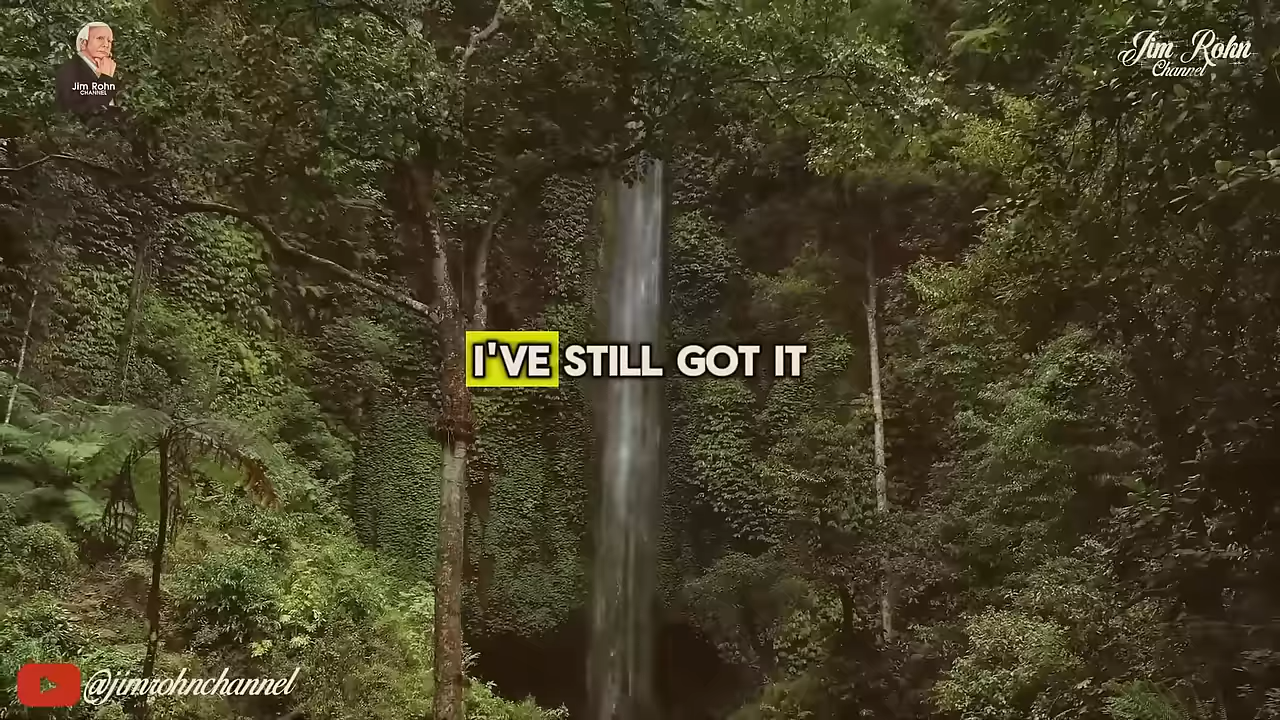 Jim Rohn
CHANNEL
Jim Rohn
Channel
I'VE STILL GOT IT
@jimrohnchannel